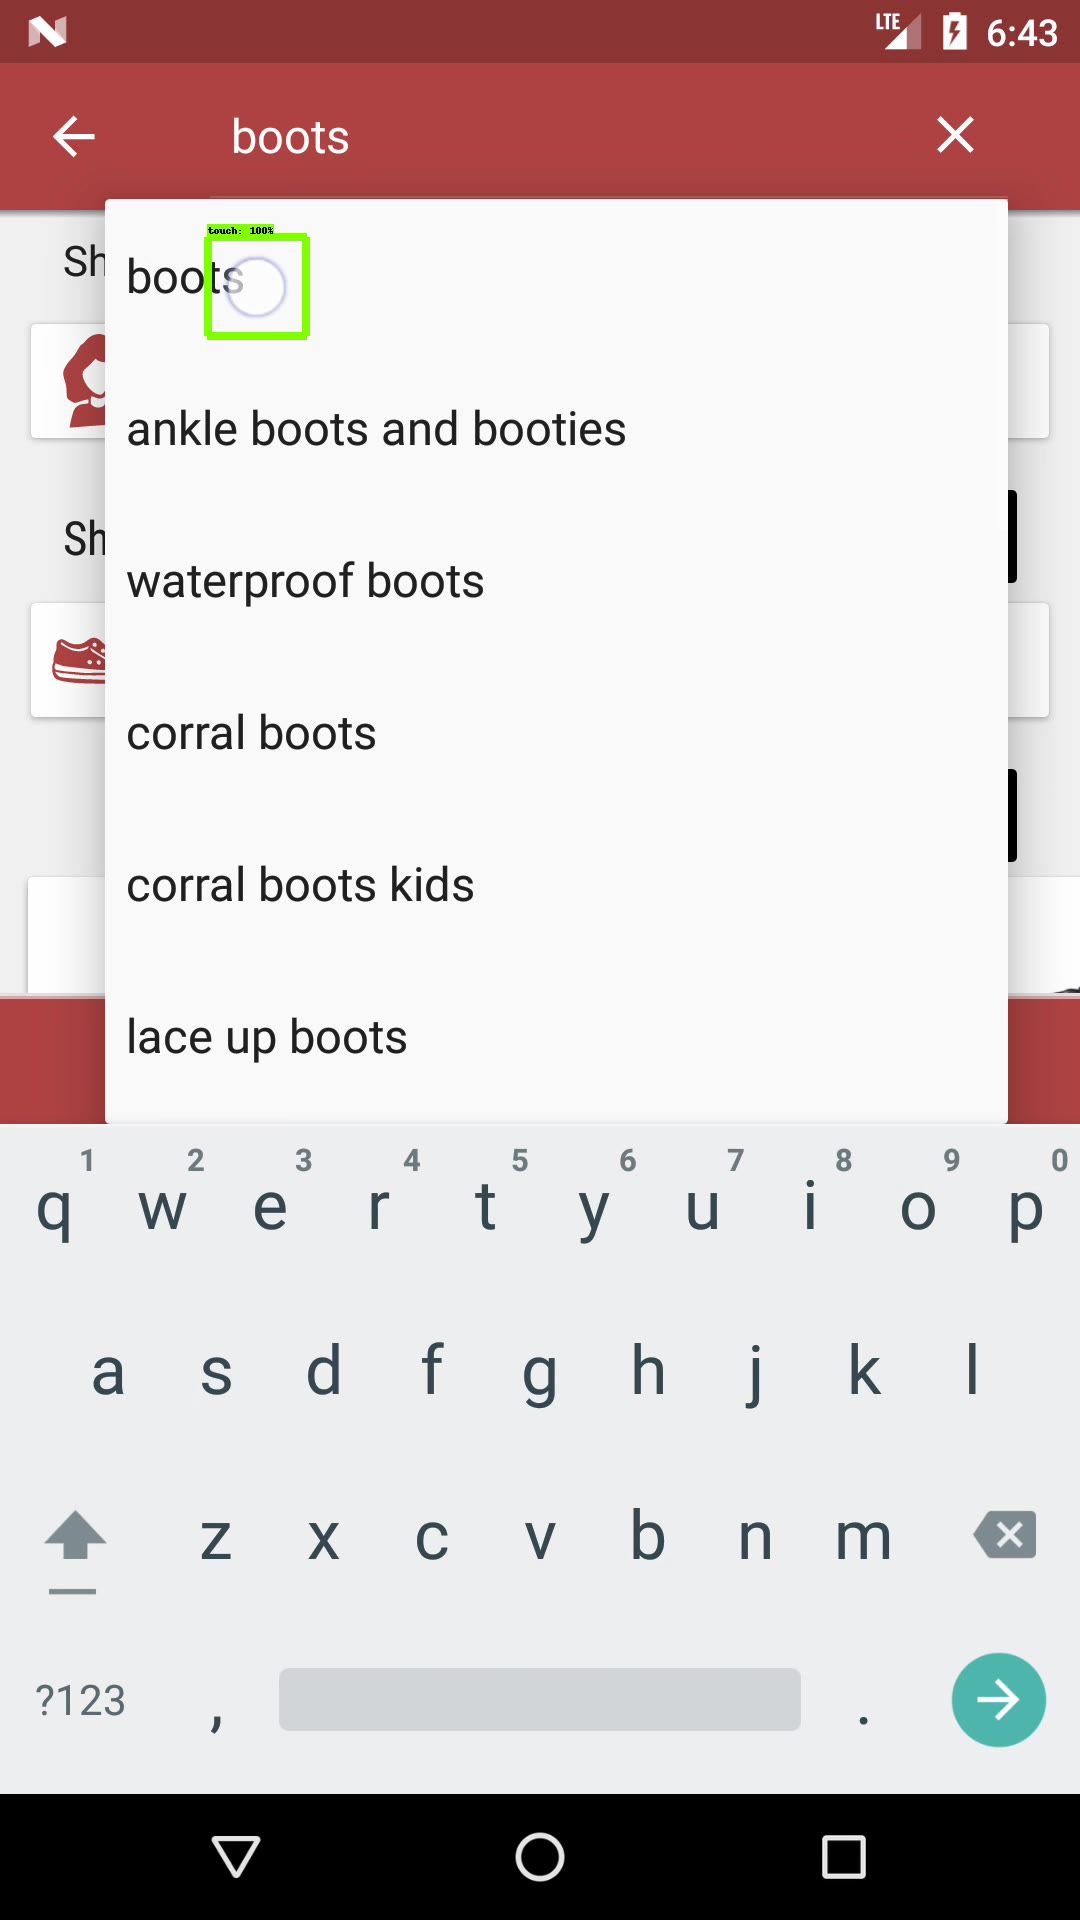 LTE 6:43
boots
touch: 100%
Sh
boots
ankle boots and booties
Sh
waterproof boots
corral boots
corral boots kids
lace up boots
1 2 3 4 5 6 7 8 9 0
q w e r t y u i o p
a s d f g h j k l
z x c v b n m
?123 , .